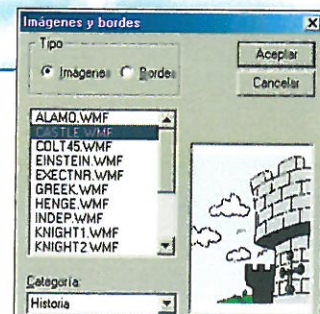 Imágenes y bordes
Tipo
Imágenes Bordes
Aceptar
Cancelar
ALAMO.WMF
CASTLE.WMF
COLT45.WMF
EINSTEIN.WMF
EXECTNR.WMF
GREEK.WMF
HENGE.WMF
INDEP.WMF
KNIGHT1.WMF
KNIGHT2.WMF
Categoría:
Historia